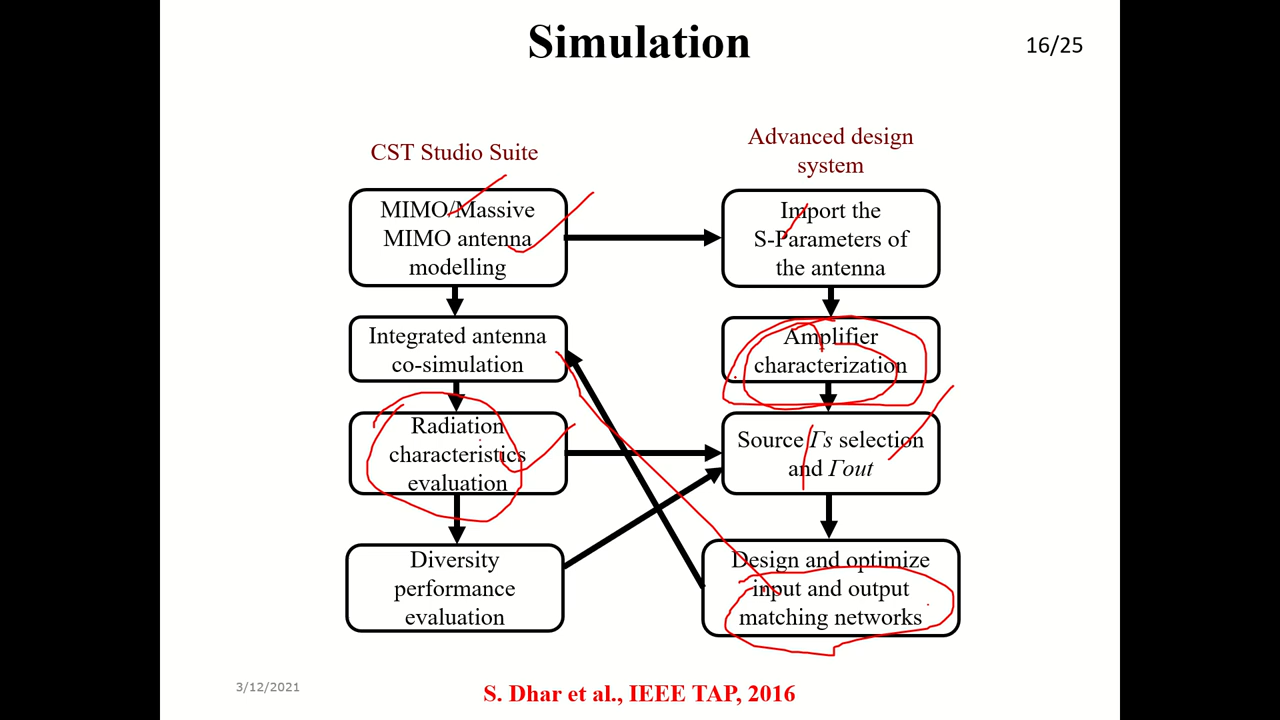 Simulation
16/25
CST Studio Suite
Advanced design
system
MIMO/Massive
MIMO antenna
modelling
Import the
S-Parameters of
the antenna
Integrated antenna
co-simulation
Amplifier
characterization
Radiation
characteristics
evaluation
Source Γs selection
and Γout
Diversity
performance
evaluation
Design and optimize
input and output
matching networks
3/12/2021
S. Dhar et al., IEEE TAP, 2016